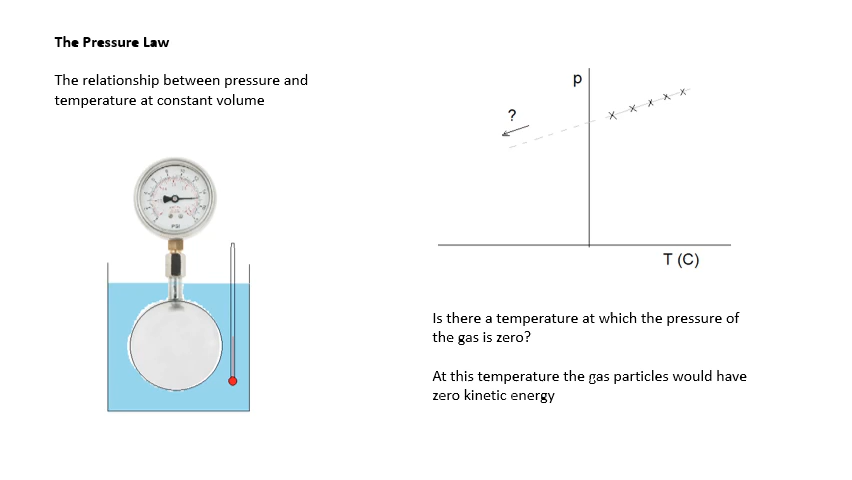 The Pressure Law
The relationship between pressure and
temperature at constant volume
p
?
T (C)
PSI
Is there a temperature at which the pressure of
the gas is zero?
At this temperature the gas particles would have
zero kinetic energy